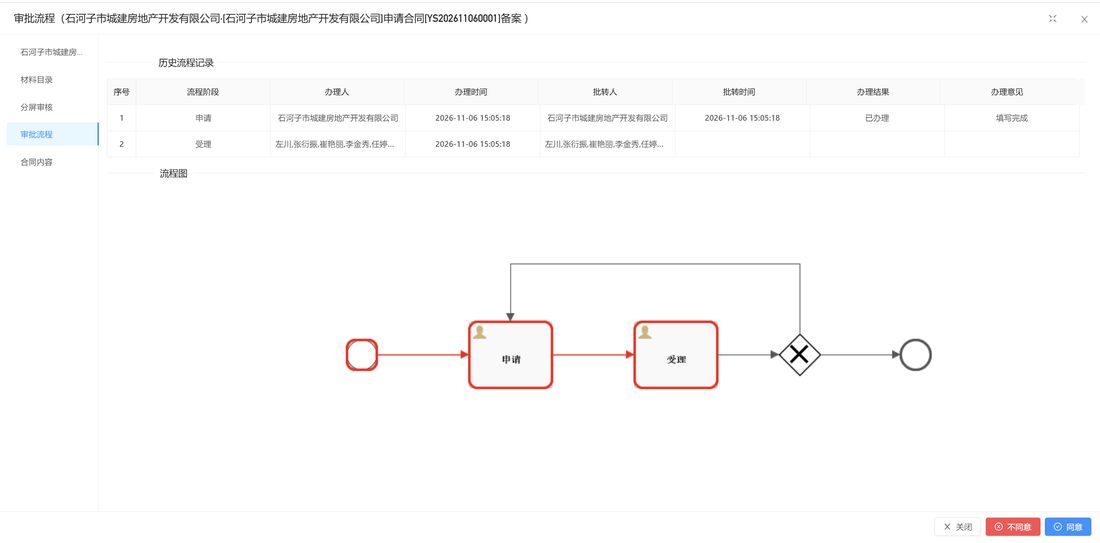 审批流程（石河子市城建房地产开发有限公司-[石河子市城建房地产开发有限公司]申请合同[YS202611060001]备案 ）
石河子市城建房...
材料目录
分屏审核
审批流程
合同内容
历史流程记录
序号 流程阶段 办理人 办理时间 批转人 批转时间 办理结果 办理意见
1 申请 石河子市城建房地产开发有限公司 2026-11-06 15:05:18 石河子市城建房地产开发有限公司 2026-11-06 15:05:18 已办理 填写完成
2 受理 左川,张衍振,崔艳丽,李金秀,任婷... 2026-11-06 15:05:18 左川,张衍振,崔艳丽,李金秀,任婷...
流程图
申请
受理
关闭
不同意
同意